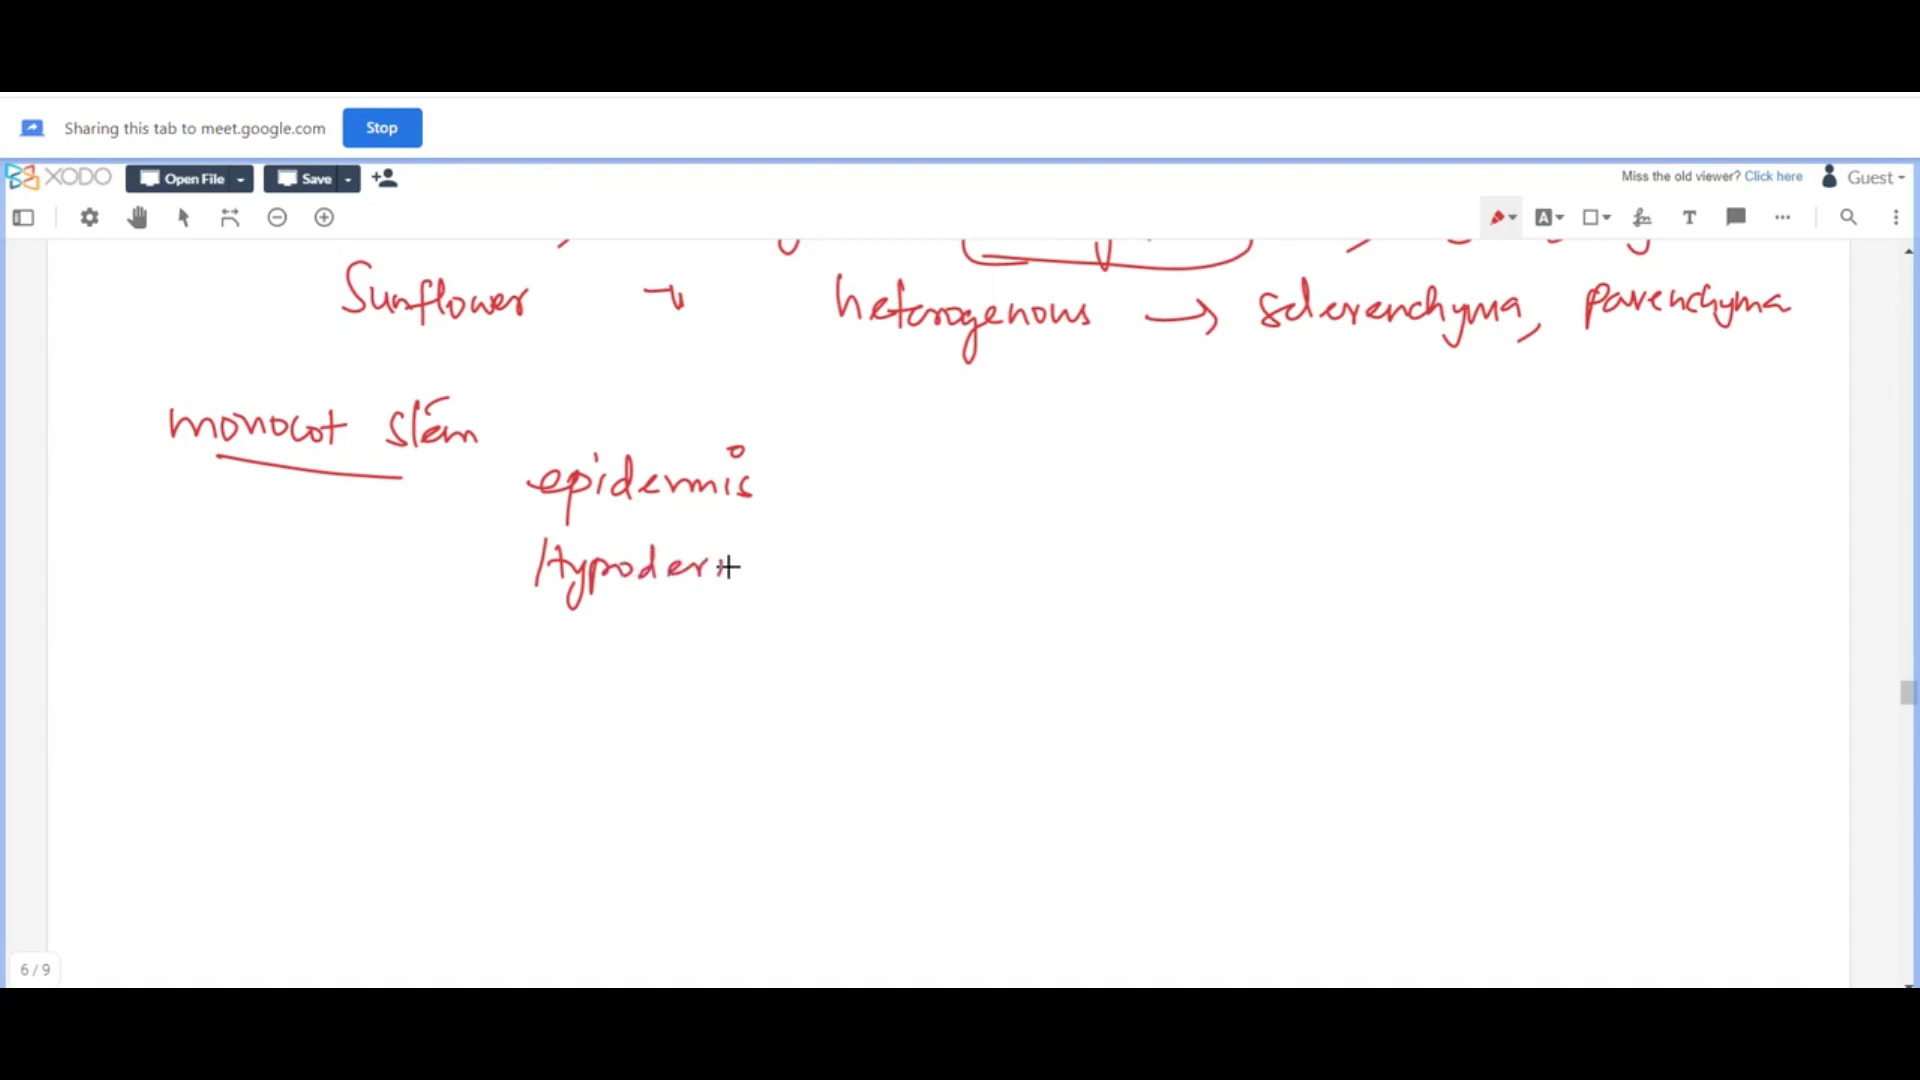 Sharing this tab to meet.google.com Stop
XODO Open File Save Miss the old viewer? Click here Guest
A T
Sunflower → heterogenous → sclerenchyma, parenchyma
monocot stem
epidermis
Hypoder
6 / 9